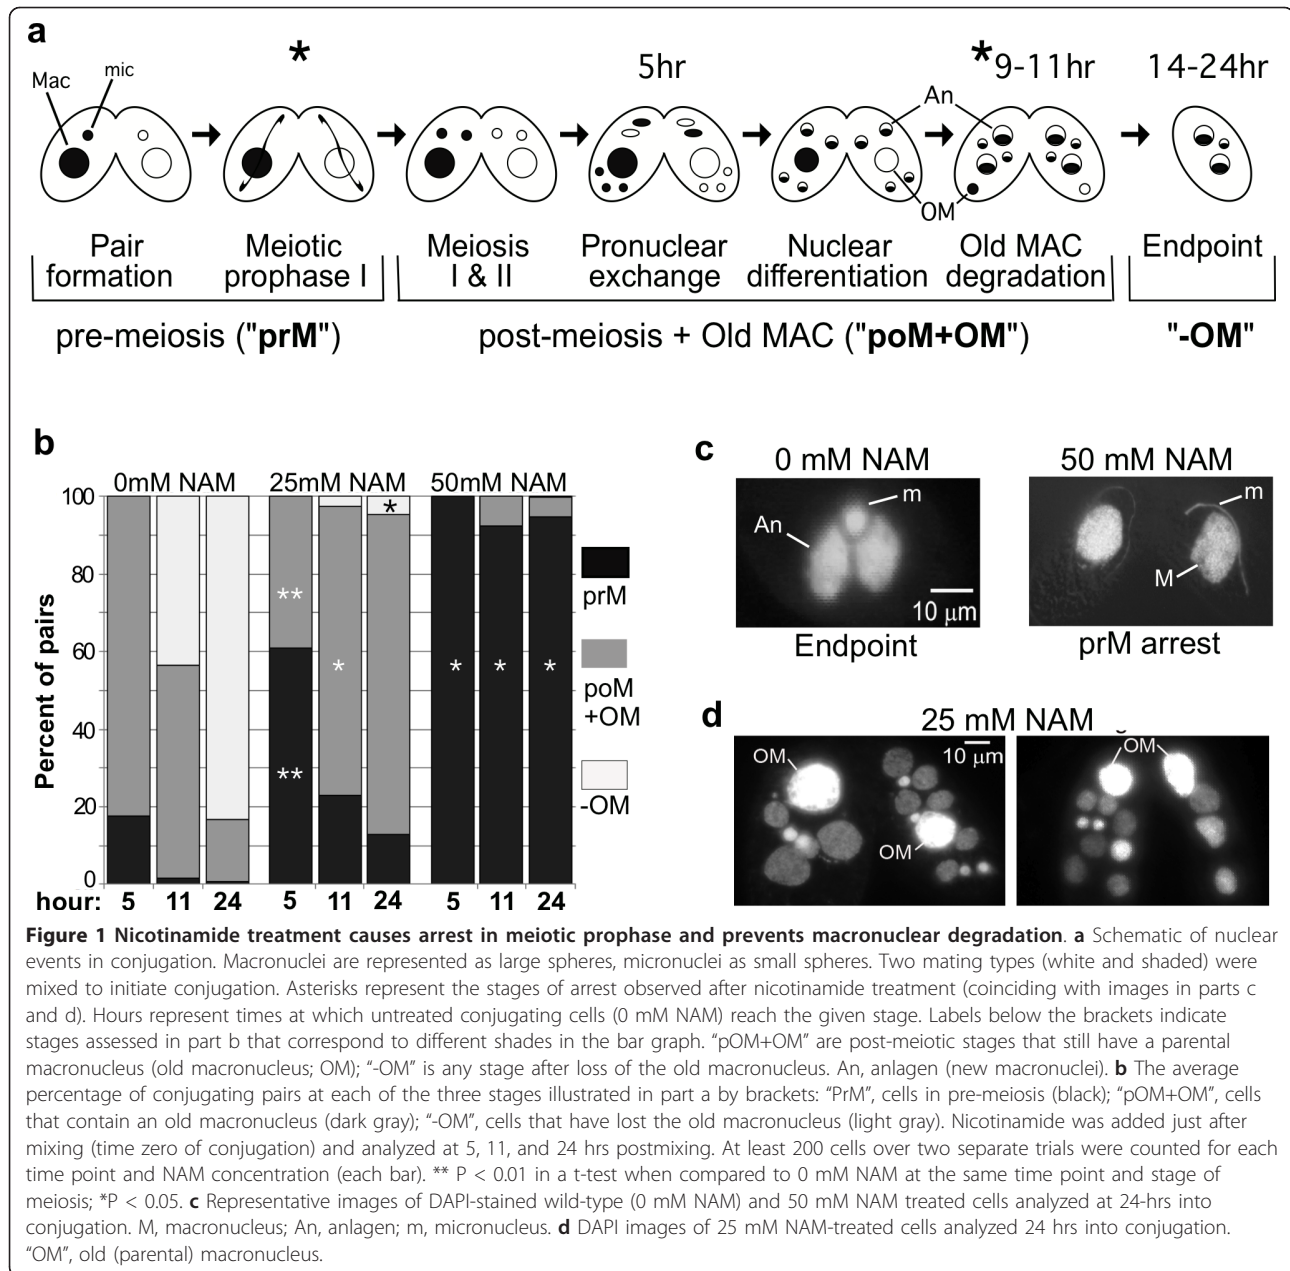 a
*
5hr
*9-11hr
14-24hr
Mac
mic
An
OM
Pair
formation
Meiotic
prophase I
Meiosis
I & II
Pronuclear
exchange
Nuclear
differentiation
Old MAC
degradation
Endpoint
pre-meiosis ("prM")
post-meiosis + Old MAC ("poM+OM")
"-OM"
b
0mM NAM
25mM NAM
50mM NAM
Percent of pairs
100
80
60
40
20
0
**
**
*
*
*
*
*
hour: 5 11 24 5 11 24 5 11 24
prM
poM
+OM
-OM
c
0 mM NAM
50 mM NAM
An
m
10 μm
m
M
Endpoint
prM arrest
d
25 mM NAM
OM
OM
10 μm
OM
Figure 1 Nicotinamide treatment causes arrest in meiotic prophase and prevents macronuclear degradation. a Schematic of nuclear
events in conjugation. Macronuclei are represented as large spheres, micronuclei as small spheres. Two mating types (white and shaded) were
mixed to initiate conjugation. Asterisks represent the stages of arrest observed after nicotinamide treatment (coinciding with images in parts c
and d). Hours represent times at which untreated conjugating cells (0 mM NAM) reach the given stage. Labels below the brackets indicate
stages assessed in part b that correspond to different shades in the bar graph. “pOM+OM” are post-meiotic stages that still have a parental
macronucleus (old macronucleus; OM); “-OM” is any stage after loss of the old macronucleus. An, anlagen (new macronuclei). b The average
percentage of conjugating pairs at each of the three stages illustrated in part a by brackets: “PrM”, cells in pre-meiosis (black); “pOM+OM”, cells
that contain an old macronucleus (dark gray); “-OM”, cells that have lost the old macronucleus (light gray). Nicotinamide was added just after
mixing (time zero of conjugation) and analyzed at 5, 11, and 24 hrs postmixing. At least 200 cells over two separate trials were counted for each
time point and NAM concentration (each bar). ** P < 0.01 in a t-test when compared to 0 mM NAM at the same time point and stage of
meiosis; *P < 0.05. c Representative images of DAPI-stained wild-type (0 mM NAM) and 50 mM NAM treated cells analyzed at 24-hrs into
conjugation. M, macronucleus; An, anlagen; m, micronucleus. d DAPI images of 25 mM NAM-treated cells analyzed 24 hrs into conjugation.
“OM”, old (parental) macronucleus.